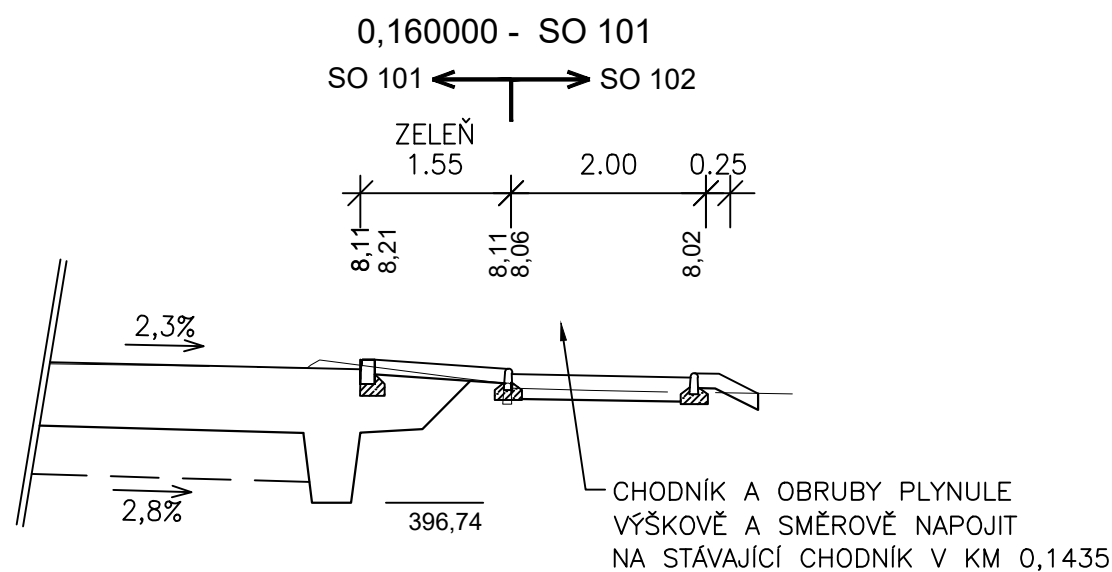 0,160000 - SO 101
SO 101 SO 102
ZELEŇ
1.55 2.00 0.25
8,11
8,21
8,11
8,06
8,02
2,3%
2,8%
396,74
CHODNÍK A OBRUBY PLYNULE
VÝŠKOVĚ A SMĚROVĚ NAPOJIT
NA STÁVAJÍCÍ CHODNÍK V KM 0,1435